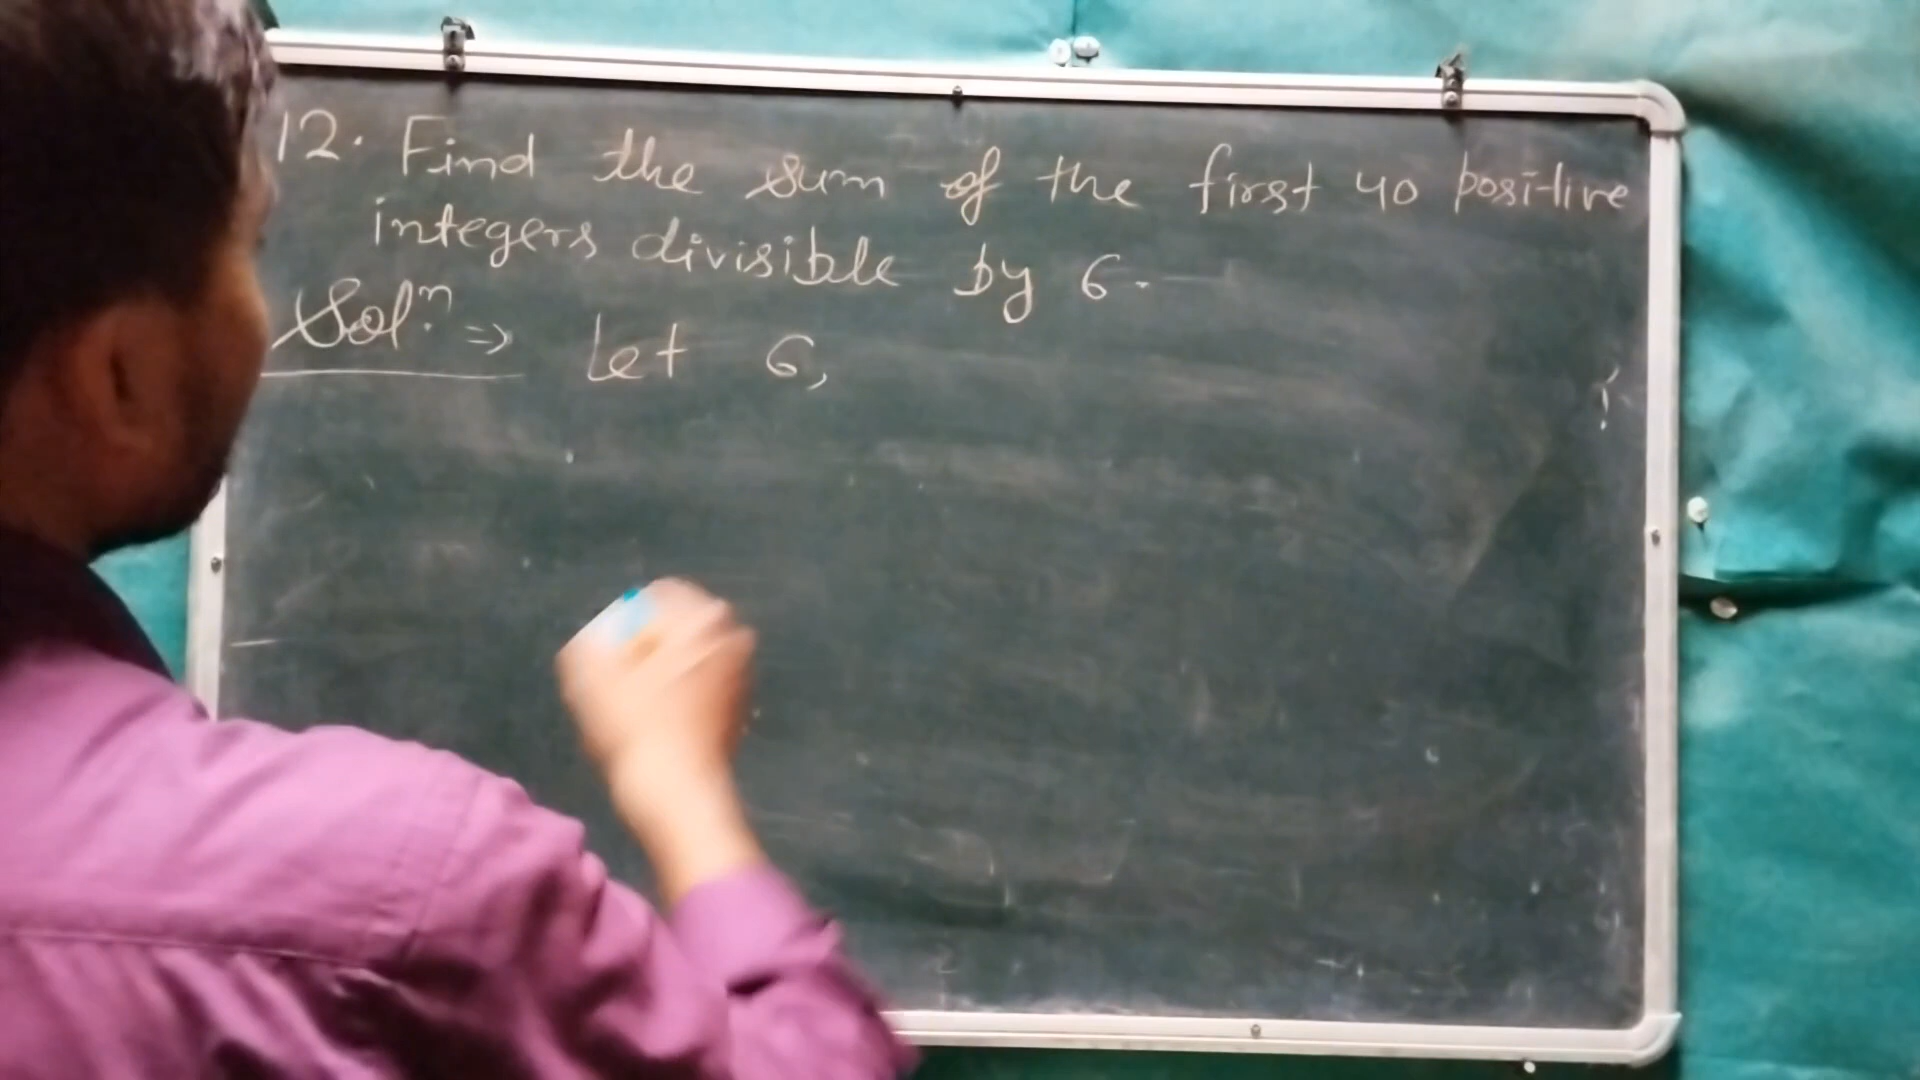 12. Find the sum of the first 40 positive
integers divisible by 6.
Solⁿ. => Let 6,